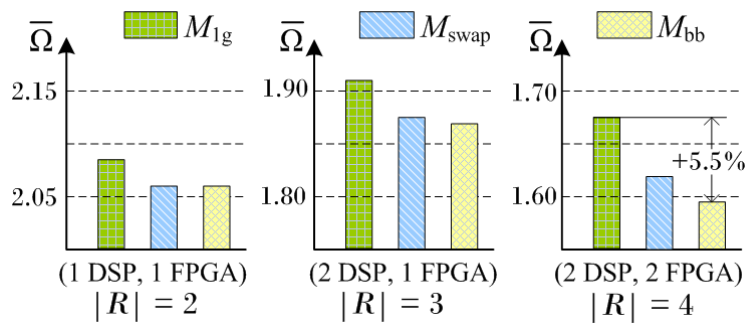 M1g Mswap Mbb
Ω̅ Ω̅ Ω̅
2.15 1.90 1.70
+5.5%
2.05 1.80 1.60
(1 DSP, 1 FPGA) (2 DSP, 1 FPGA) (2 DSP, 2 FPGA)
|R| = 2 |R| = 3 |R| = 4